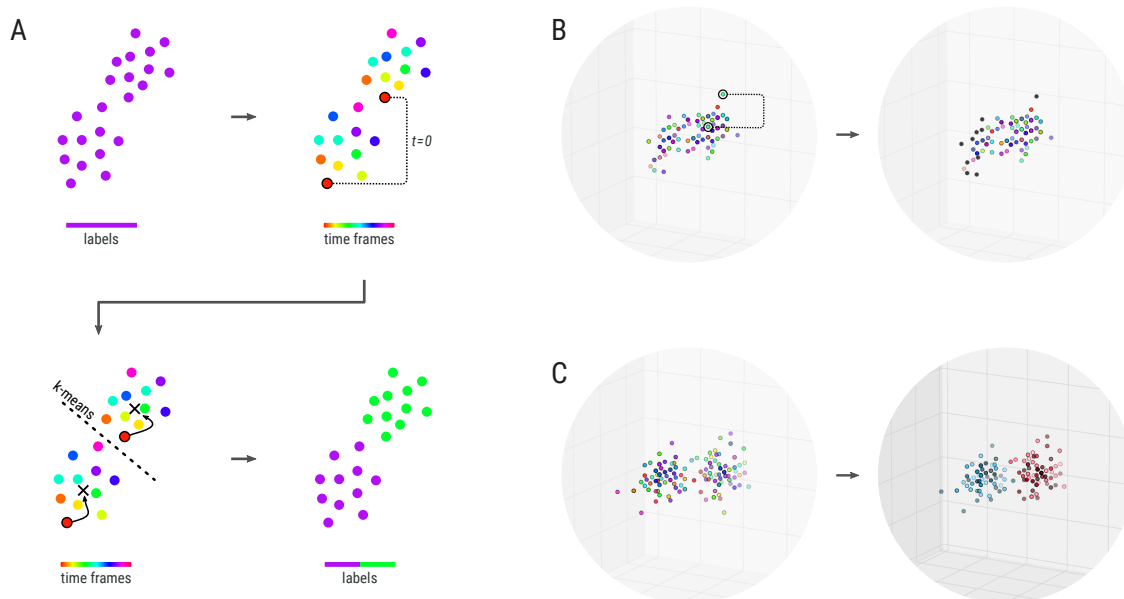 A
labels
t=0
time frames
k-means
time frames
labels
B
C